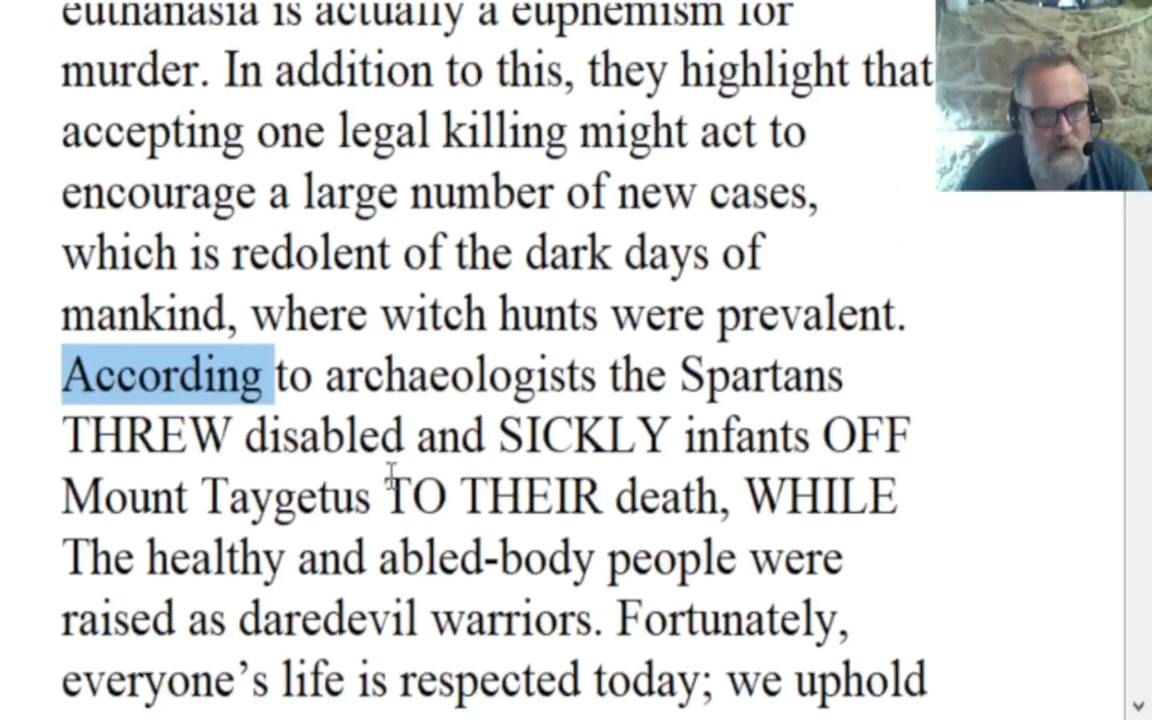 euthanasia is actually a euphemism for
murder. In addition to this, they highlight that
accepting one legal killing might act to
encourage a large number of new cases,
which is redolent of the dark days of
mankind, where witch hunts were prevalent.
According to archaeologists the Spartans
THREW disabled and SICKLY infants OFF
Mount Taygetus TO THEIR death, WHILE
The healthy and abled-body people were
raised as daredevil warriors. Fortunately,
everyone’s life is respected today; we uphold